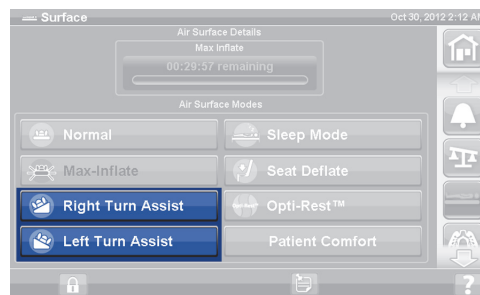 Surface
Oct 30, 2012 2:12 AM
Air Surface Details
Max Inflate
00:29:57 remaining
Air Surface Modes
Normal
Sleep Mode
Max-Inflate
Seat Deflate
Right Turn Assist
Opti-Rest™
Left Turn Assist
Patient Comfort
?